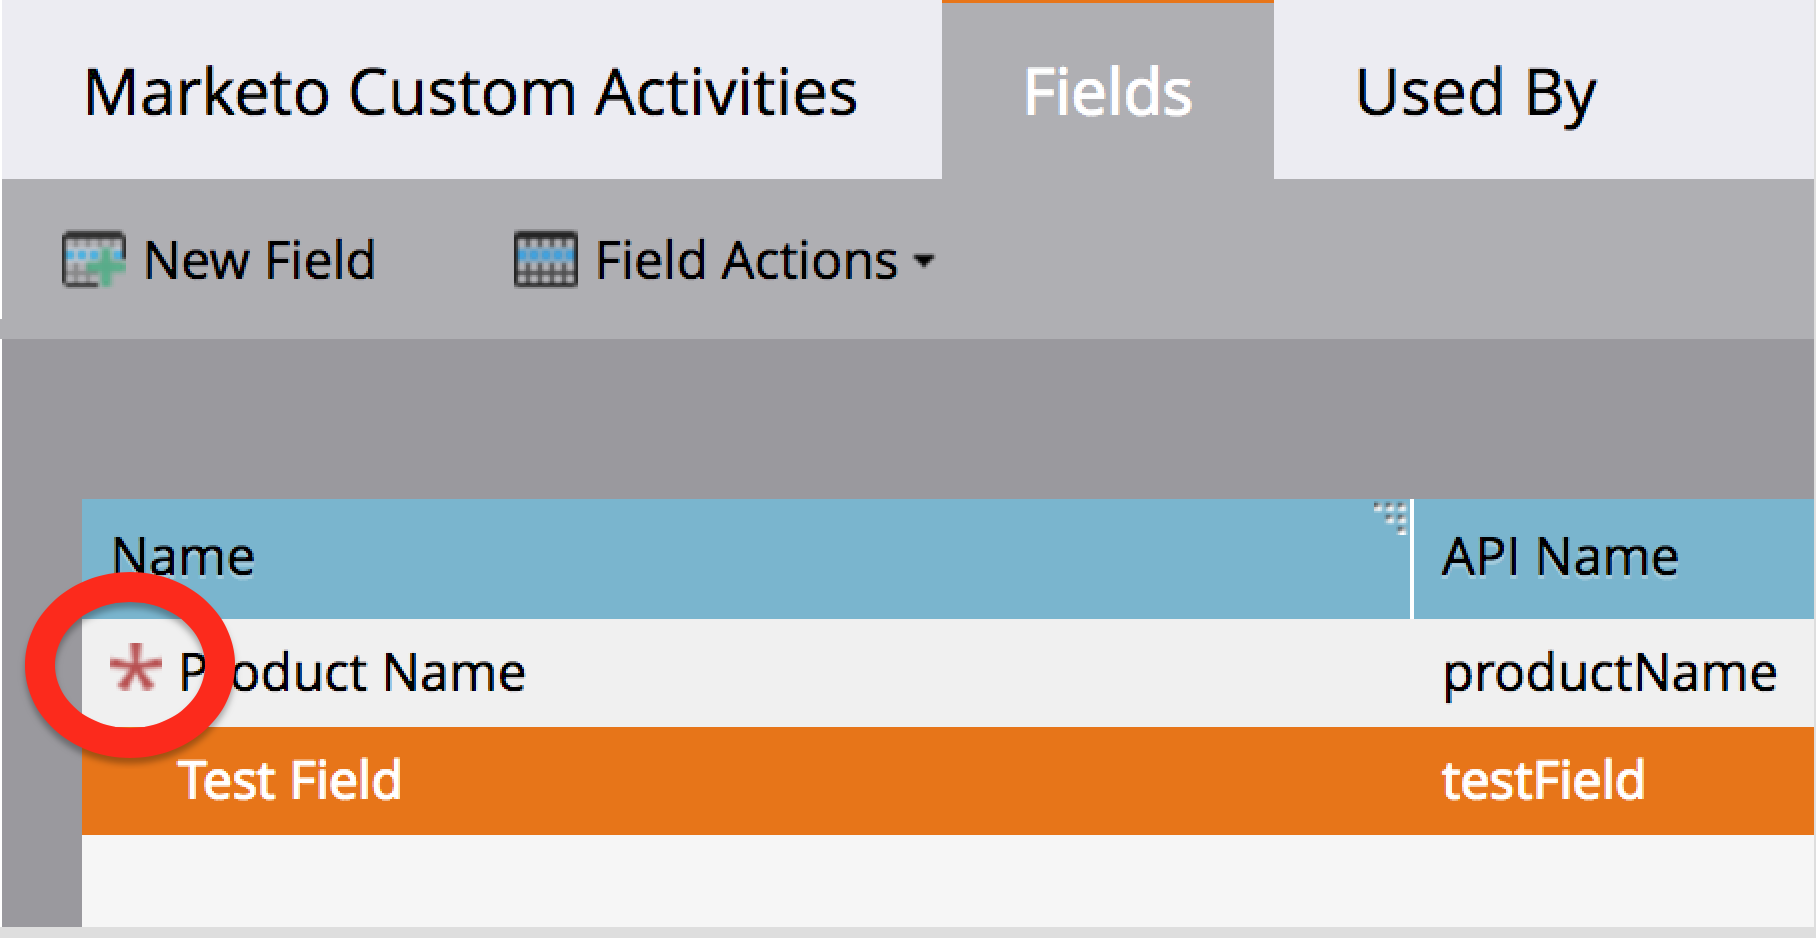 Marketo Custom Activities Fields Used By
New Field Field Actions
Name API Name
* Product Name productName
Test Field testField